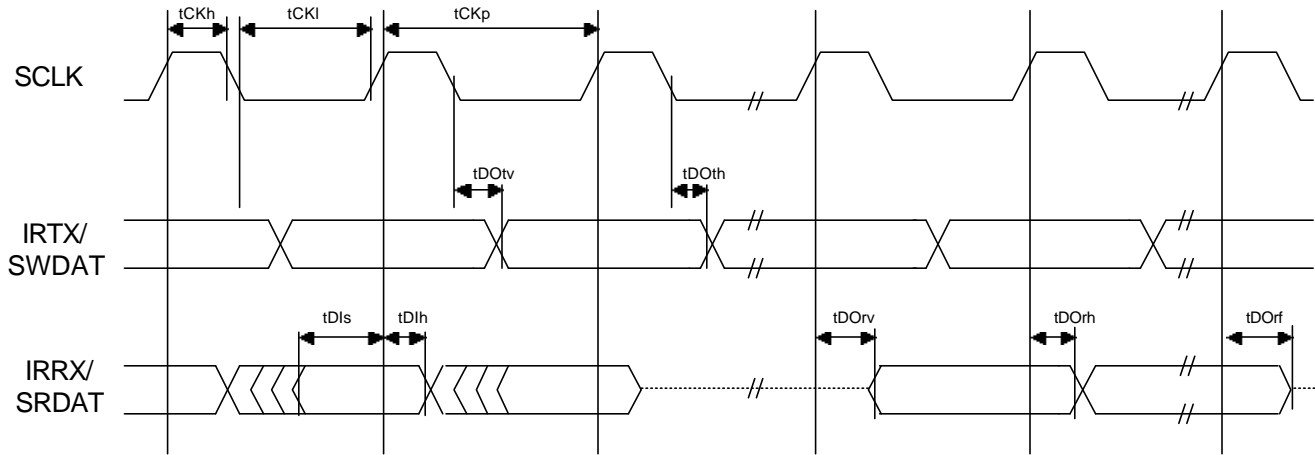 tCKh
tCKl
tCKp
SCLK
tDOtv
tDOth
IRTX/
SWDAT
tDIs
tDIh
tDOrv
tDOrh
tDOrf
IRRX/
SRDAT